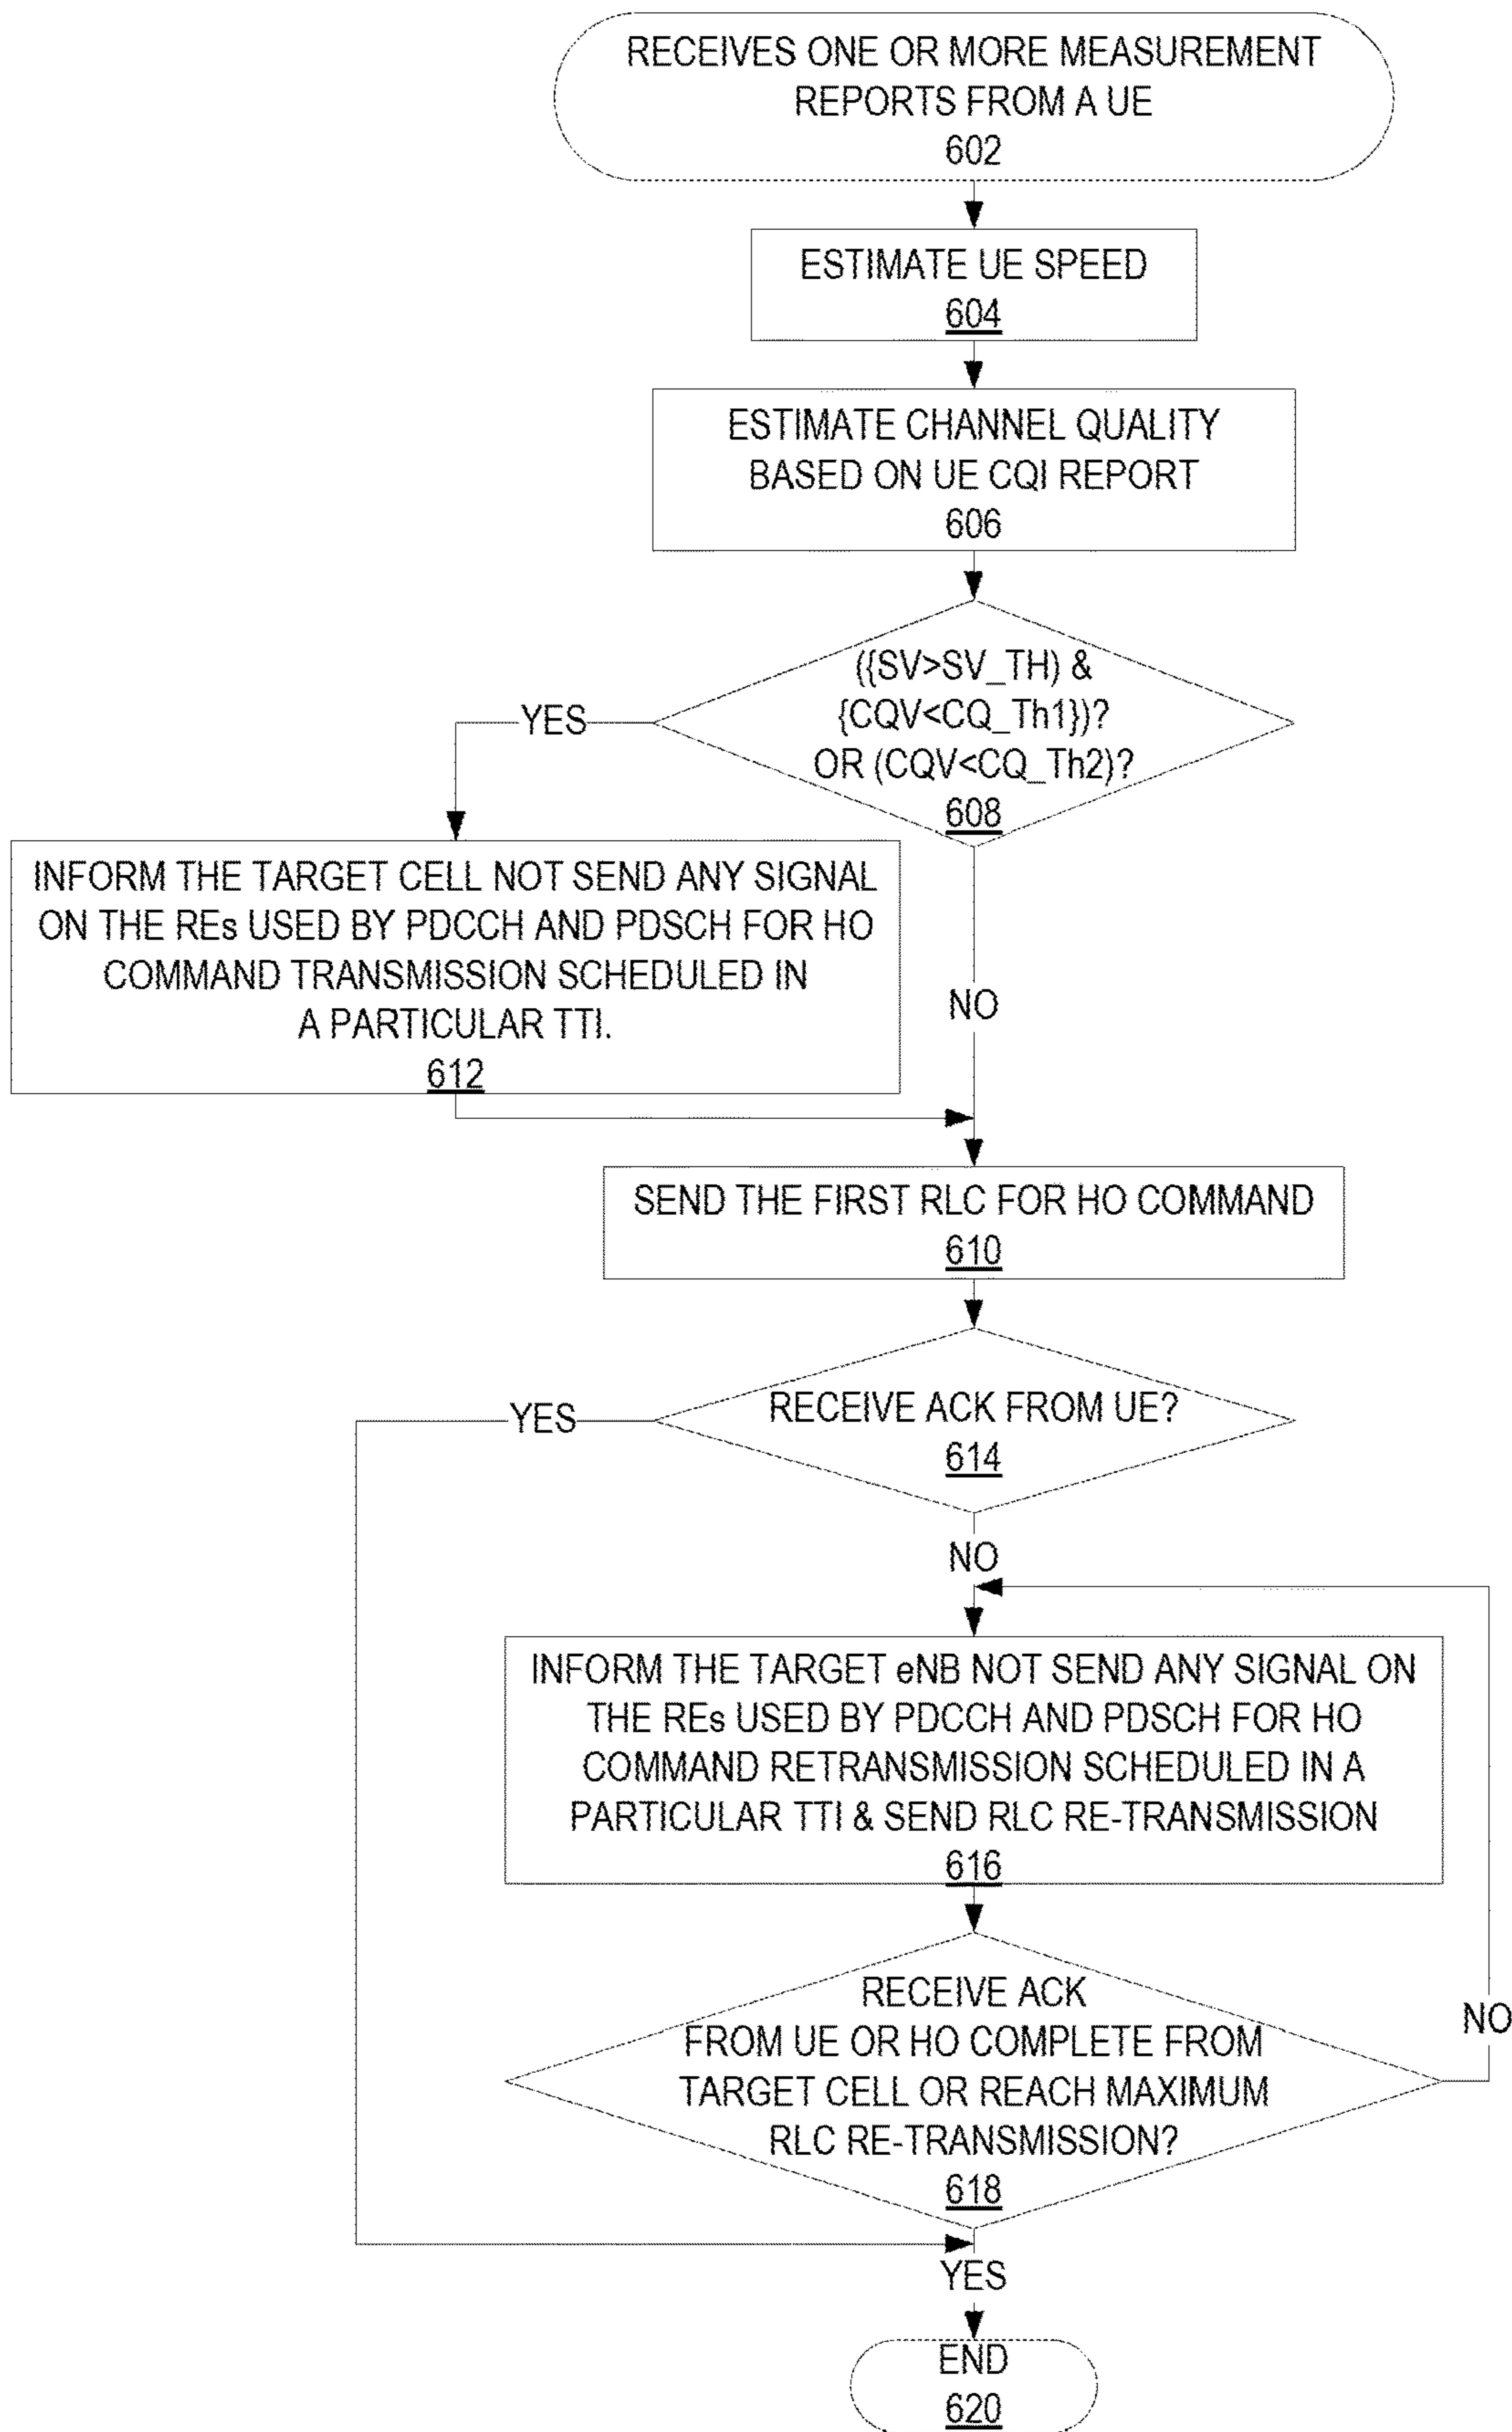 RECEIVES ONE OR MORE MEASUREMENT
REPORTS FROM A UE
602
ESTIMATE UE SPEED
604
ESTIMATE CHANNEL QUALITY
BASED ON UE CQI REPORT
606
({SV>SV_TH) &
{CQV<CQ_Th1})?
OR (CQV<CQ_Th2)?
608
YES
INFORM THE TARGET CELL NOT SEND ANY SIGNAL
ON THE REs USED BY PDCCH AND PDSCH FOR HO
COMMAND TRANSMISSION SCHEDULED IN
A PARTICULAR TTI.
612
NO
SEND THE FIRST RLC FOR HO COMMAND
610
RECEIVE ACK FROM UE?
614
YES
NO
INFORM THE TARGET eNB NOT SEND ANY SIGNAL ON
THE REs USED BY PDCCH AND PDSCH FOR HO
COMMAND RETRANSMISSION SCHEDULED IN A
PARTICULAR TTI & SEND RLC RE-TRANSMISSION
616
RECEIVE ACK
FROM UE OR HO COMPLETE FROM
TARGET CELL OR REACH MAXIMUM
RLC RE-TRANSMISSION?
618
NO
YES
END
620